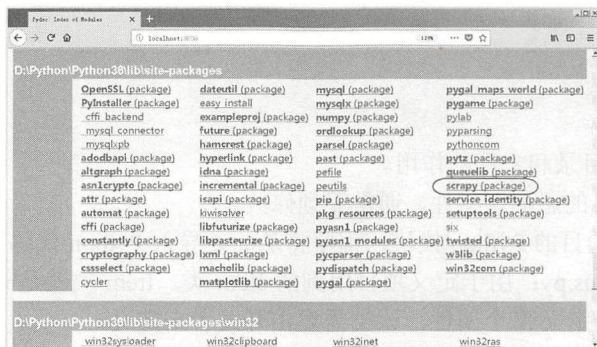 Pydoc: Index of Modules
localhost:
120%
D:\Python\Python36\lib\site-packages
OpenSSL (package) dateutil (package) mysql (package) pygal_maps_world (package)
PyInstaller (package) easy_install mysqlx (package) pygame (package)
_cffi_backend exampleproj (package) numpy (package) pylab
_mysql_connector future (package) ordlookup (package) pyparsing
_mysqlxpb hamcrest (package) parsel (package) pythoncom
adodbapi (package) hyperlink (package) past (package) pytz (package)
altgraph (package) idna (package) pefile queuelib (package)
asn1crypto (package) incremental (package) peutils scrapy (package)
attr (package) isapi (package) pip (package) service_identity (package)
automat (package) kiwisolver pkg_resources (package) setuptools (package)
cffi (package) libfuturize (package) pyasn1 (package) six
constantly (package) libpasteurize (package) pyasn1_modules (package) twisted (package)
cryptography (package) lxml (package) pycparser (package) w3lib (package)
cssselect (package) macholib (package) pydispatch (package) win32com (package)
cycler matplotlib (package) pygal (package)
D:\Python\Python36\lib\site-packages\win32
_win32sysloader win32clipboard win32inet win32ras